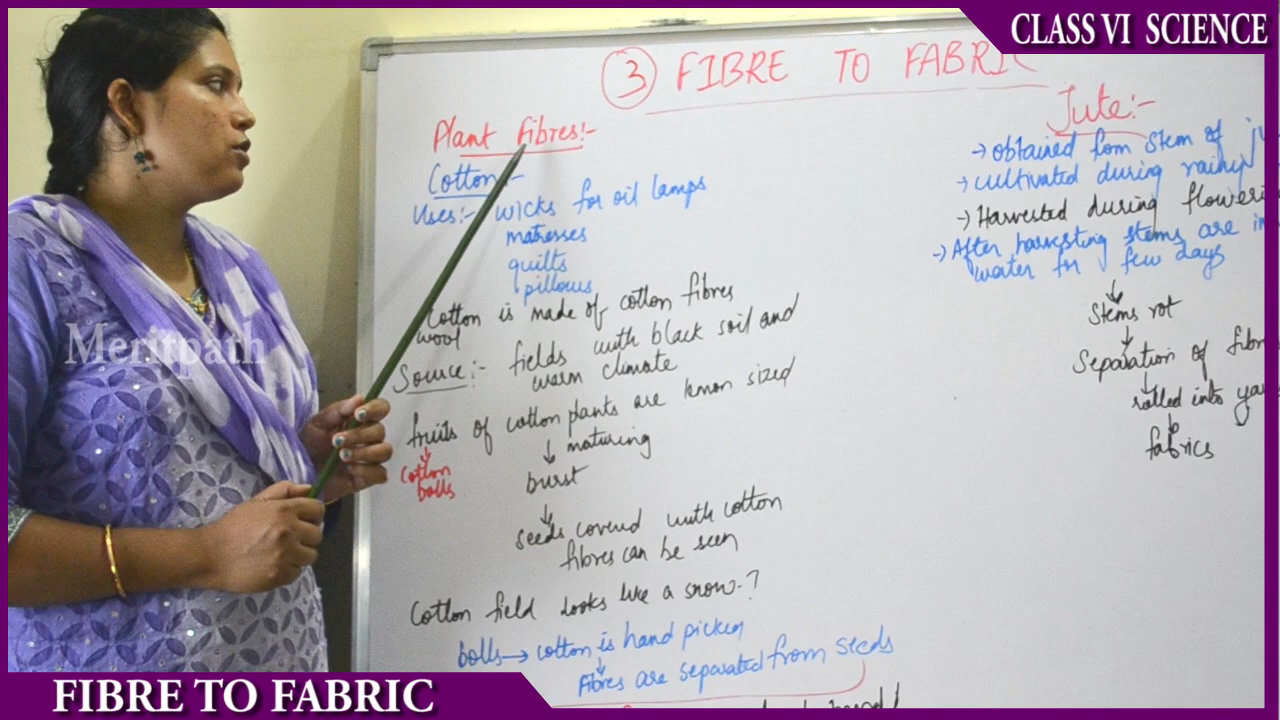 CLASS VI SCIENCE
3 FIBRE TO FABRIC
Plant Fibres:-
Cotton:-
Uses:- wicks for oil lamps
matresses
quilts
pillows
Cotton is made of cotton fibres
wool
Source:- fields with black soil and
warm climate
fruits of cotton plants are lemon sized
cotton
bolls
maturing
burst
seeds covered with cotton
fibres can be seen
Cotton field looks like a snow-?
bolls → cotton is hand picked
Fibres are separated from seeds
Jute:-
→ obtained from stem of
→ cultivated during rainy
→ Harvested during
→ After harvesting stems are
water for few days
Stems rot
Separation of
rolled into
fabrics
Meritpath
FIBRE TO FABRIC